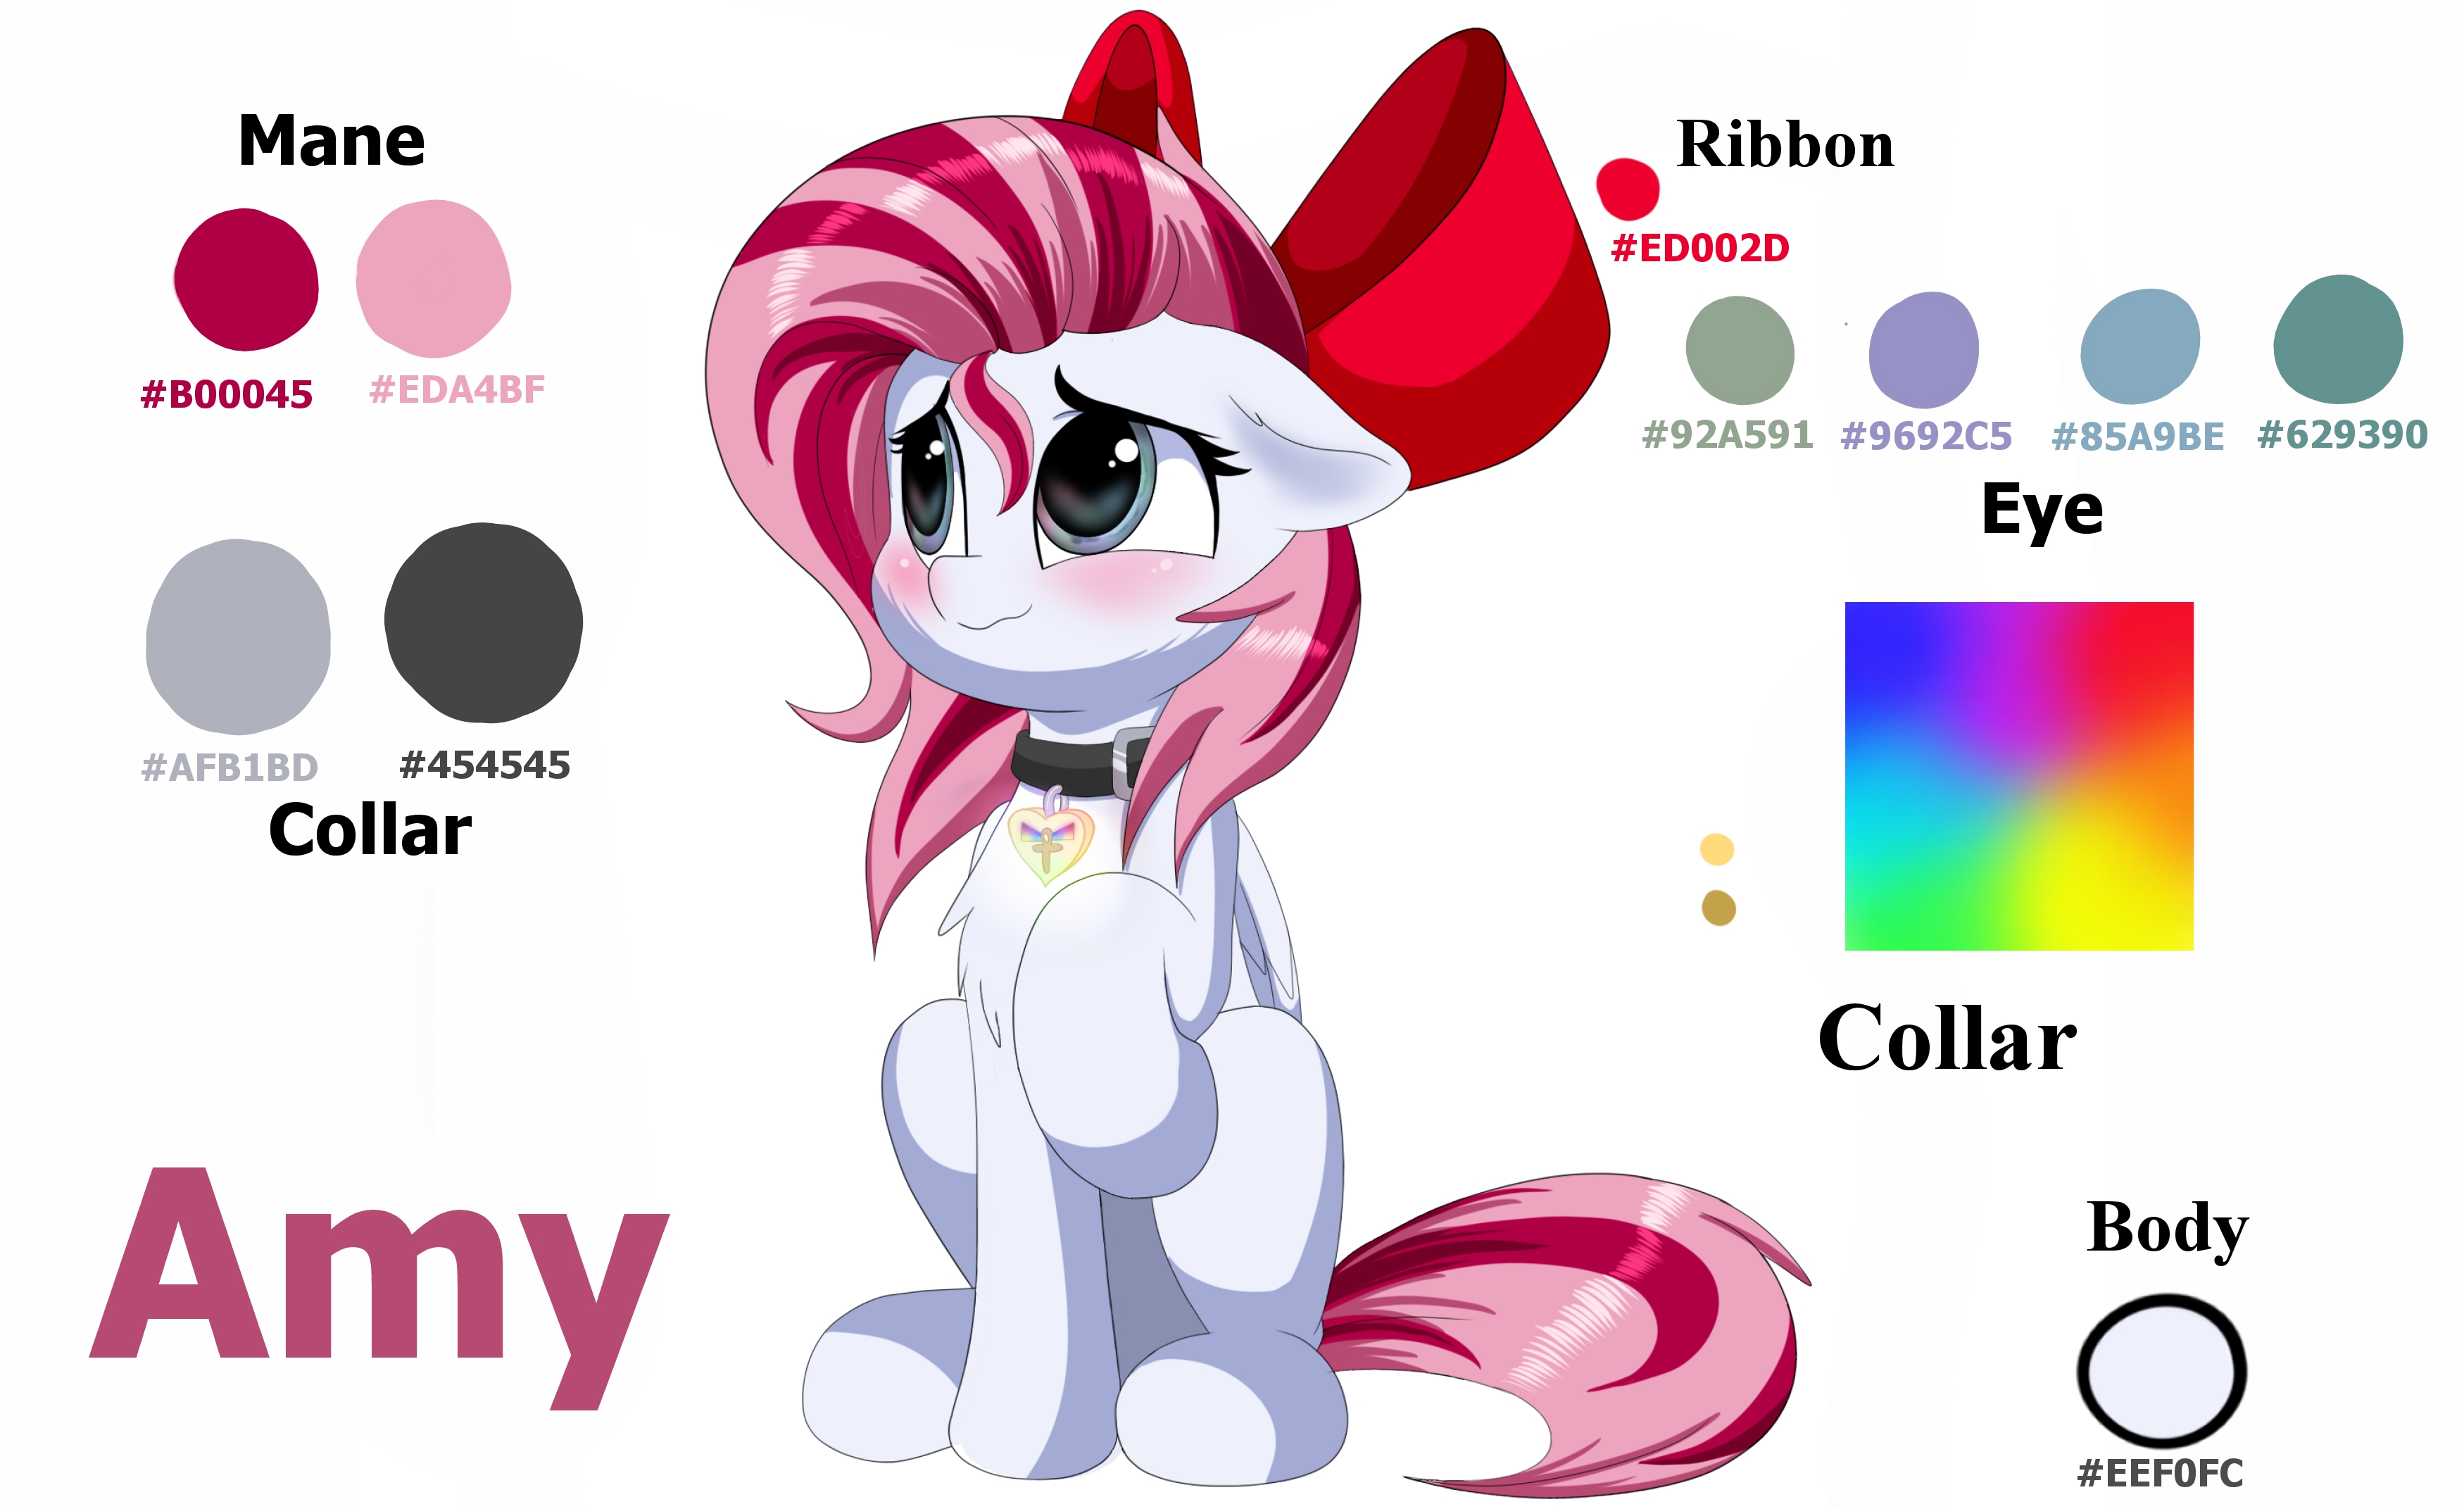 Mane
#B00045
#EDA4BF
#AFB1BD
#454545
Collar
Amy
Ribbon
#ED002D
#92A591
#9692C5
#85A9BE
#629390
Eye
Collar
Body
#EEF0FC